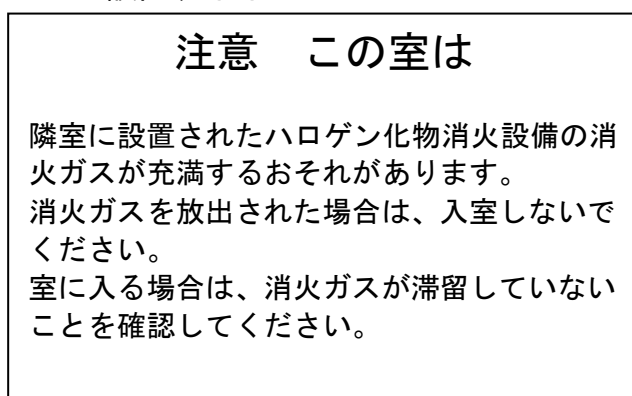 注意　この室は
隣室に設置されたハロゲン化物消火設備の消
火ガスが充満するおそれがあります。
消火ガスを放出された場合は、入室しないで
ください。
室に入る場合は、消火ガスが滞留していない
ことを確認してください。